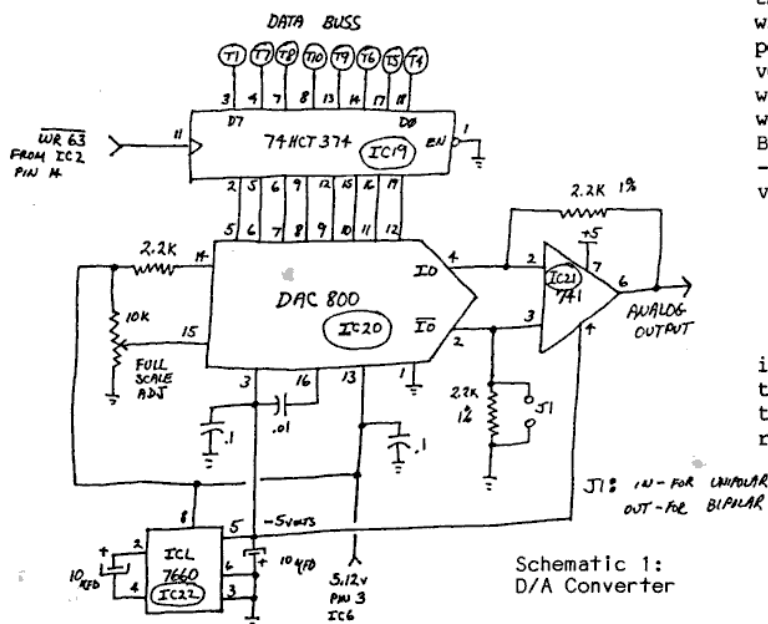 DATA BUSS
T1 T7 T8 T10 T9 T6 T5 T4
3 4 7 8 13 14 17 18
D7 D0
WR 63
FROM IC2
PIN 14
11
74HCT374
IC19
EN
1
2 5 6 9 12 15 16 19
5 6 7 8 9 10 11 12
2.2K 1%
2.2K
14
10K
15
FULL
SCALE
ADJ
DAC 800
IC20
IO
4
IO
2
+5
2
7
IC21
741
6
3
4
ANALOG
OUTPUT
3 16 13 1
.1
.01
.1
2.2K
1%
J1
J1: IN-FOR UNIPOLAR
OUT-FOR BIPOLAR
8
5
-5 VOLTS
2
ICL
7660
IC22
10 MFD
4
6
3
10 MFD
+
+
5.12V
PIN 3
IC6
Schematic 1:
D/A Converter